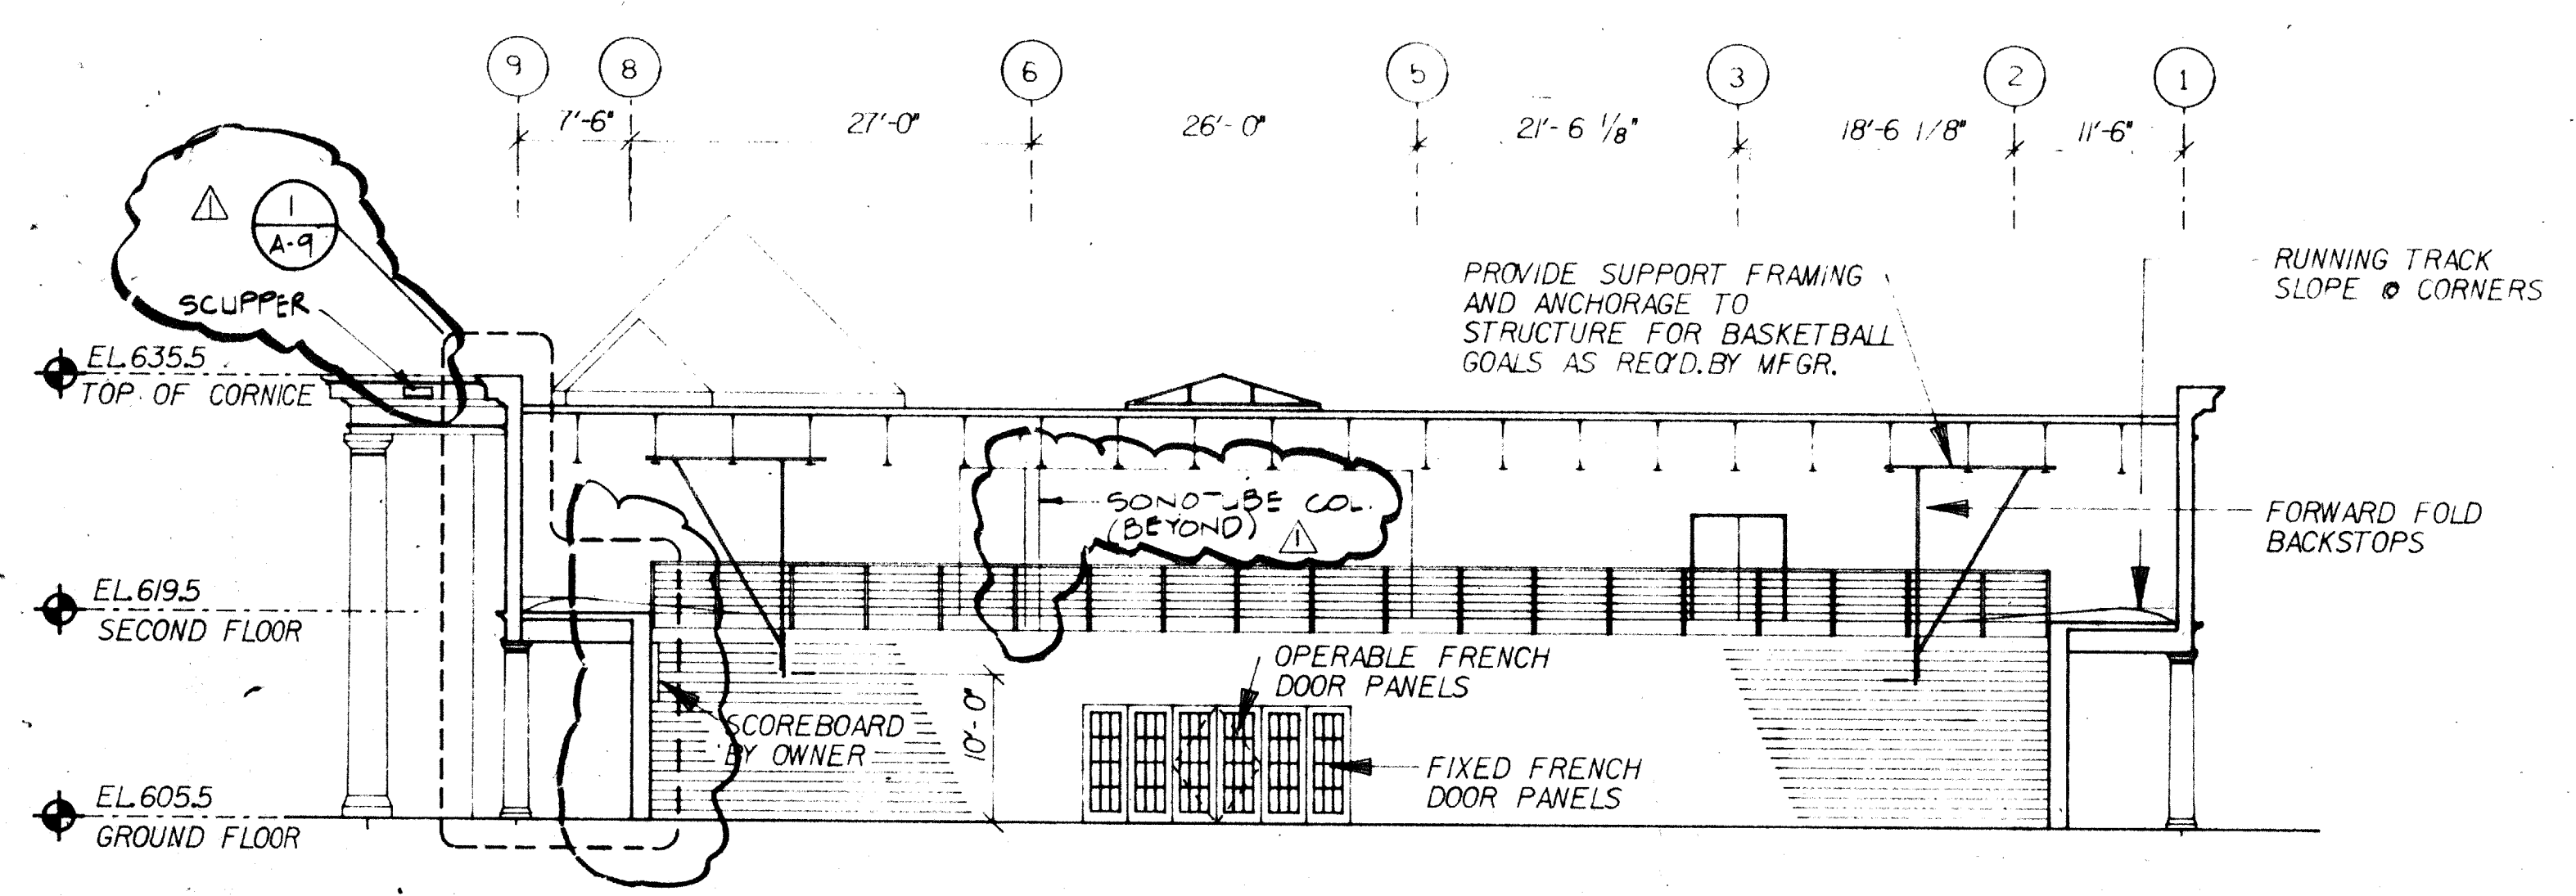 9 8 6 5 3 2 1
7'-6" 27'-0" 26'-0" 21'-6 1/8" 18'-6 1/8" 11'-6"
1
1
A-9
SCUPPER
EL.635.5
TOP OF CORNICE
PROVIDE SUPPORT FRAMING
AND ANCHORAGE TO
STRUCTURE FOR BASKETBALL
GOALS AS REQ'D. BY MFGR.
RUNNING TRACK
SLOPE @ CORNERS
SONOTUBE COL.
(BEYOND)
1
FORWARD FOLD
BACKSTOPS
EL.619.5
SECOND FLOOR
OPERABLE FRENCH
DOOR PANELS
SCOREBOARD
BY OWNER
10'-0"
FIXED FRENCH
DOOR PANELS
EL.605.5
GROUND FLOOR